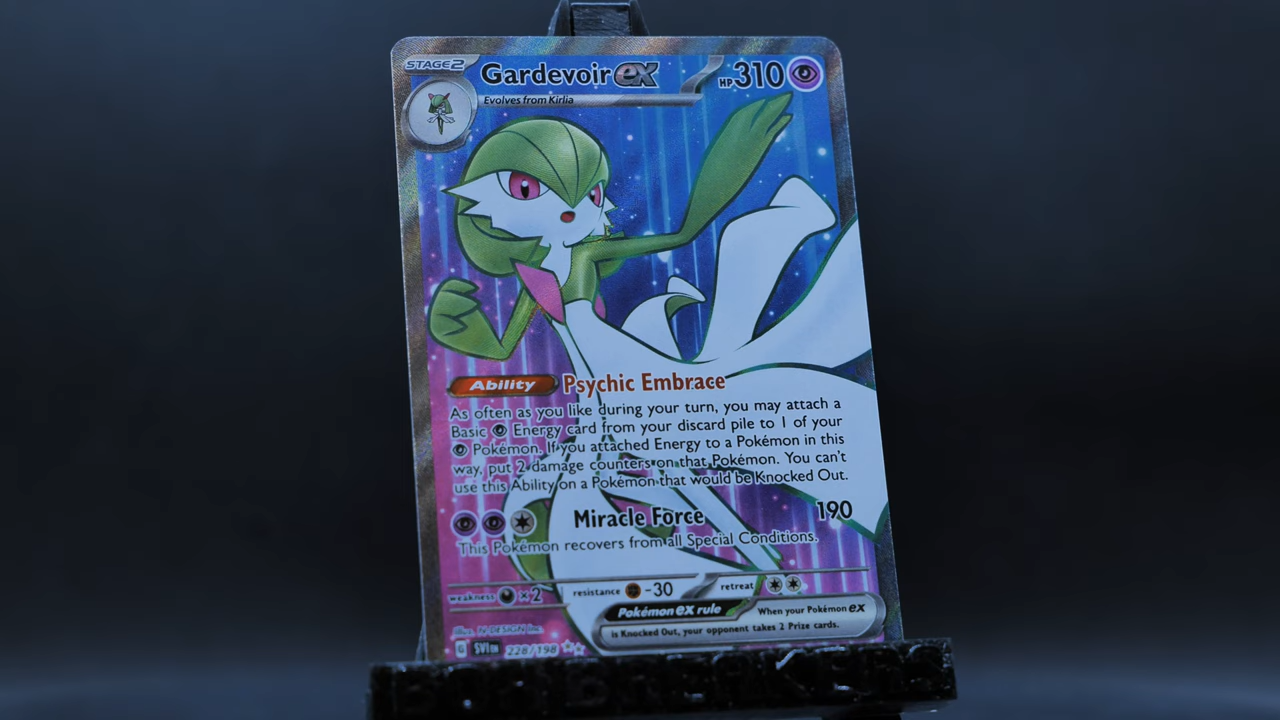 STAGE2 Gardevoir ex HP310
Evolves from Kirlia
Ability Psychic Embrace
As often as you like during your turn, you may attach a
Basic Energy card from your discard pile to 1 of your
Pokémon. If you attached Energy to a Pokémon in this
way, put 2 damage counters on that Pokémon. You can't
use this Ability on a Pokémon that would be Knocked Out.
Miracle Force 190
This Pokémon recovers from all Special Conditions.
weakness ×2 resistance -30 retreat
Pokémon ex rule When your Pokémon ex
is Knocked Out, your opponent takes 2 Prize cards.
Illus. N-DESIGN Inc.
G SVI EN 228/198